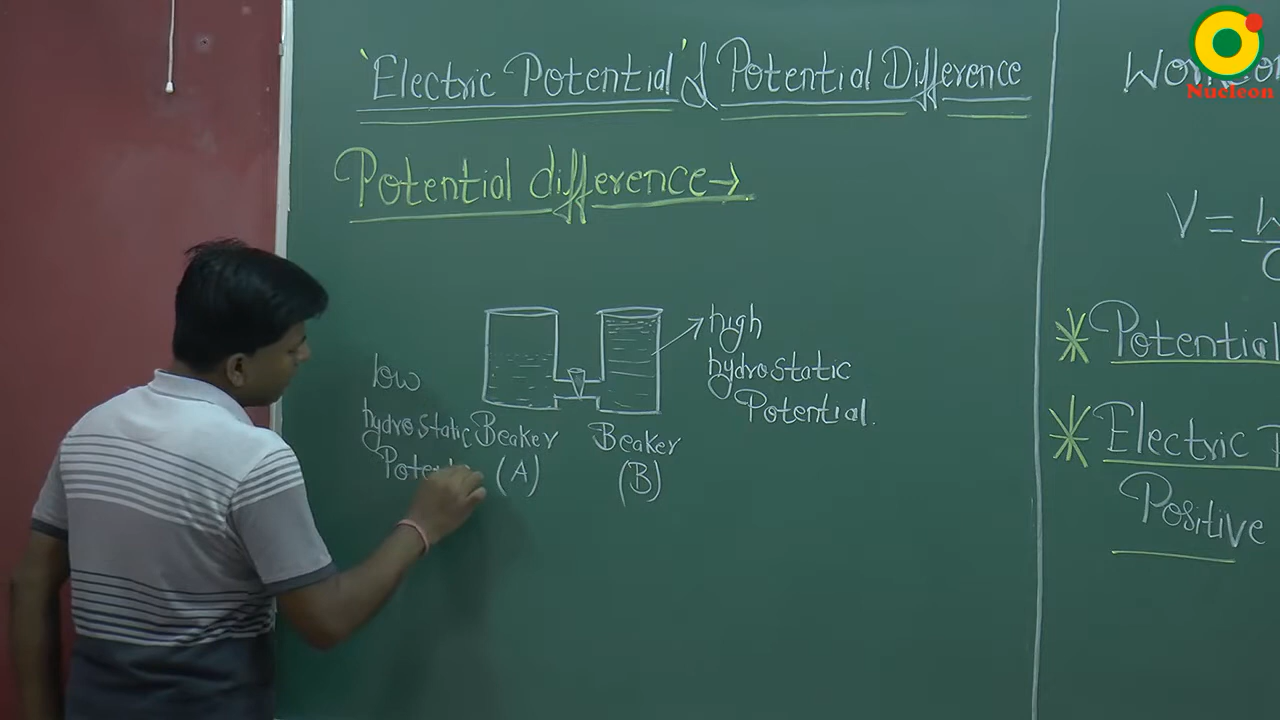 'Electric Potential' & Potential Difference
Potential difference→
high
hydrostatic
Potential.
low
hydrostatic
Beaker
(A)
Beaker
(B)
V =
* Potential
* Electric
Positive
Nucleon